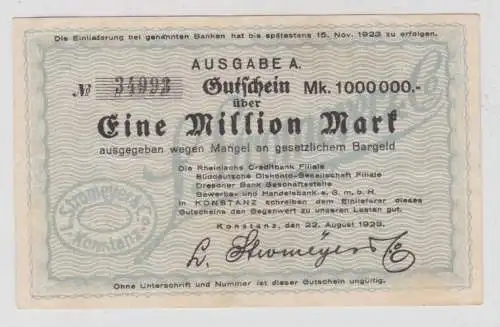 Die Einlieferung bei genannten Banken hat bis spätestens 15. Nov. 1923 zu erfolgen.
AUSGABE A.
№ 34993 Gutschein Mk. 1000000.-
über
Eine Million Mark
ausgegeben wegen Mangel an gesetzlichem Bargeld
Die Rheinische Creditbank Filiale
Süddeutsche Diskonto-Gesellschaft Filiale
Dresdner Bank Geschäftsstelle
Gewerbe- und Handelsbank e. G. m. b. H.
in KONSTANZ schreiben dem Einlieferer dieses
Gutscheins den Gegenwert zu unseren Lasten gut.
Konstanz, den 22. August 1923.
L. Stromeyer & Co
Ohne Unterschrift und Nummer ist dieser Gutschein ungültig.